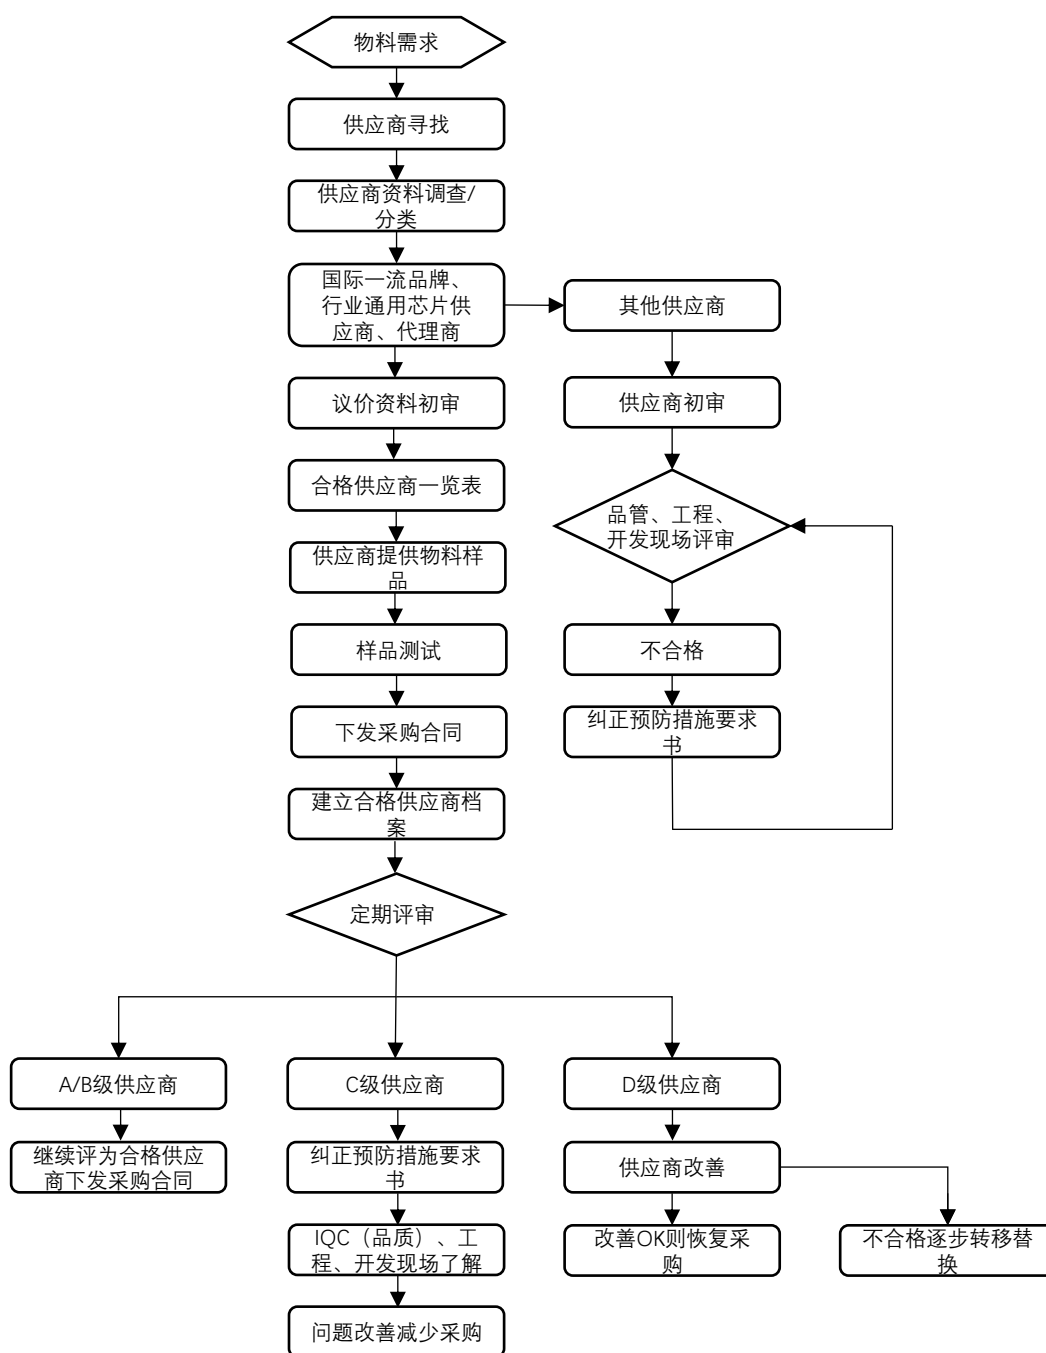 物料需求
供应商寻找
供应商资料调查/
分类
国际一流品牌、
行业通用芯片供
应商、代理商
其他供应商
议价资料初审
供应商初审
合格供应商一览表
品管、工程、
开发现场评审
供应商提供物料样
品
样品测试
不合格
下发采购合同
纠正预防措施要求
书
建立合格供应商档
案
定期评审
A/B级供应商
C级供应商
D级供应商
继续评为合格供应
商下发采购合同
纠正预防措施要求
书
供应商改善
IQC（品质）、工
程、开发现场了解
改善OK则恢复采
购
不合格逐步转移替
换
问题改善减少采购